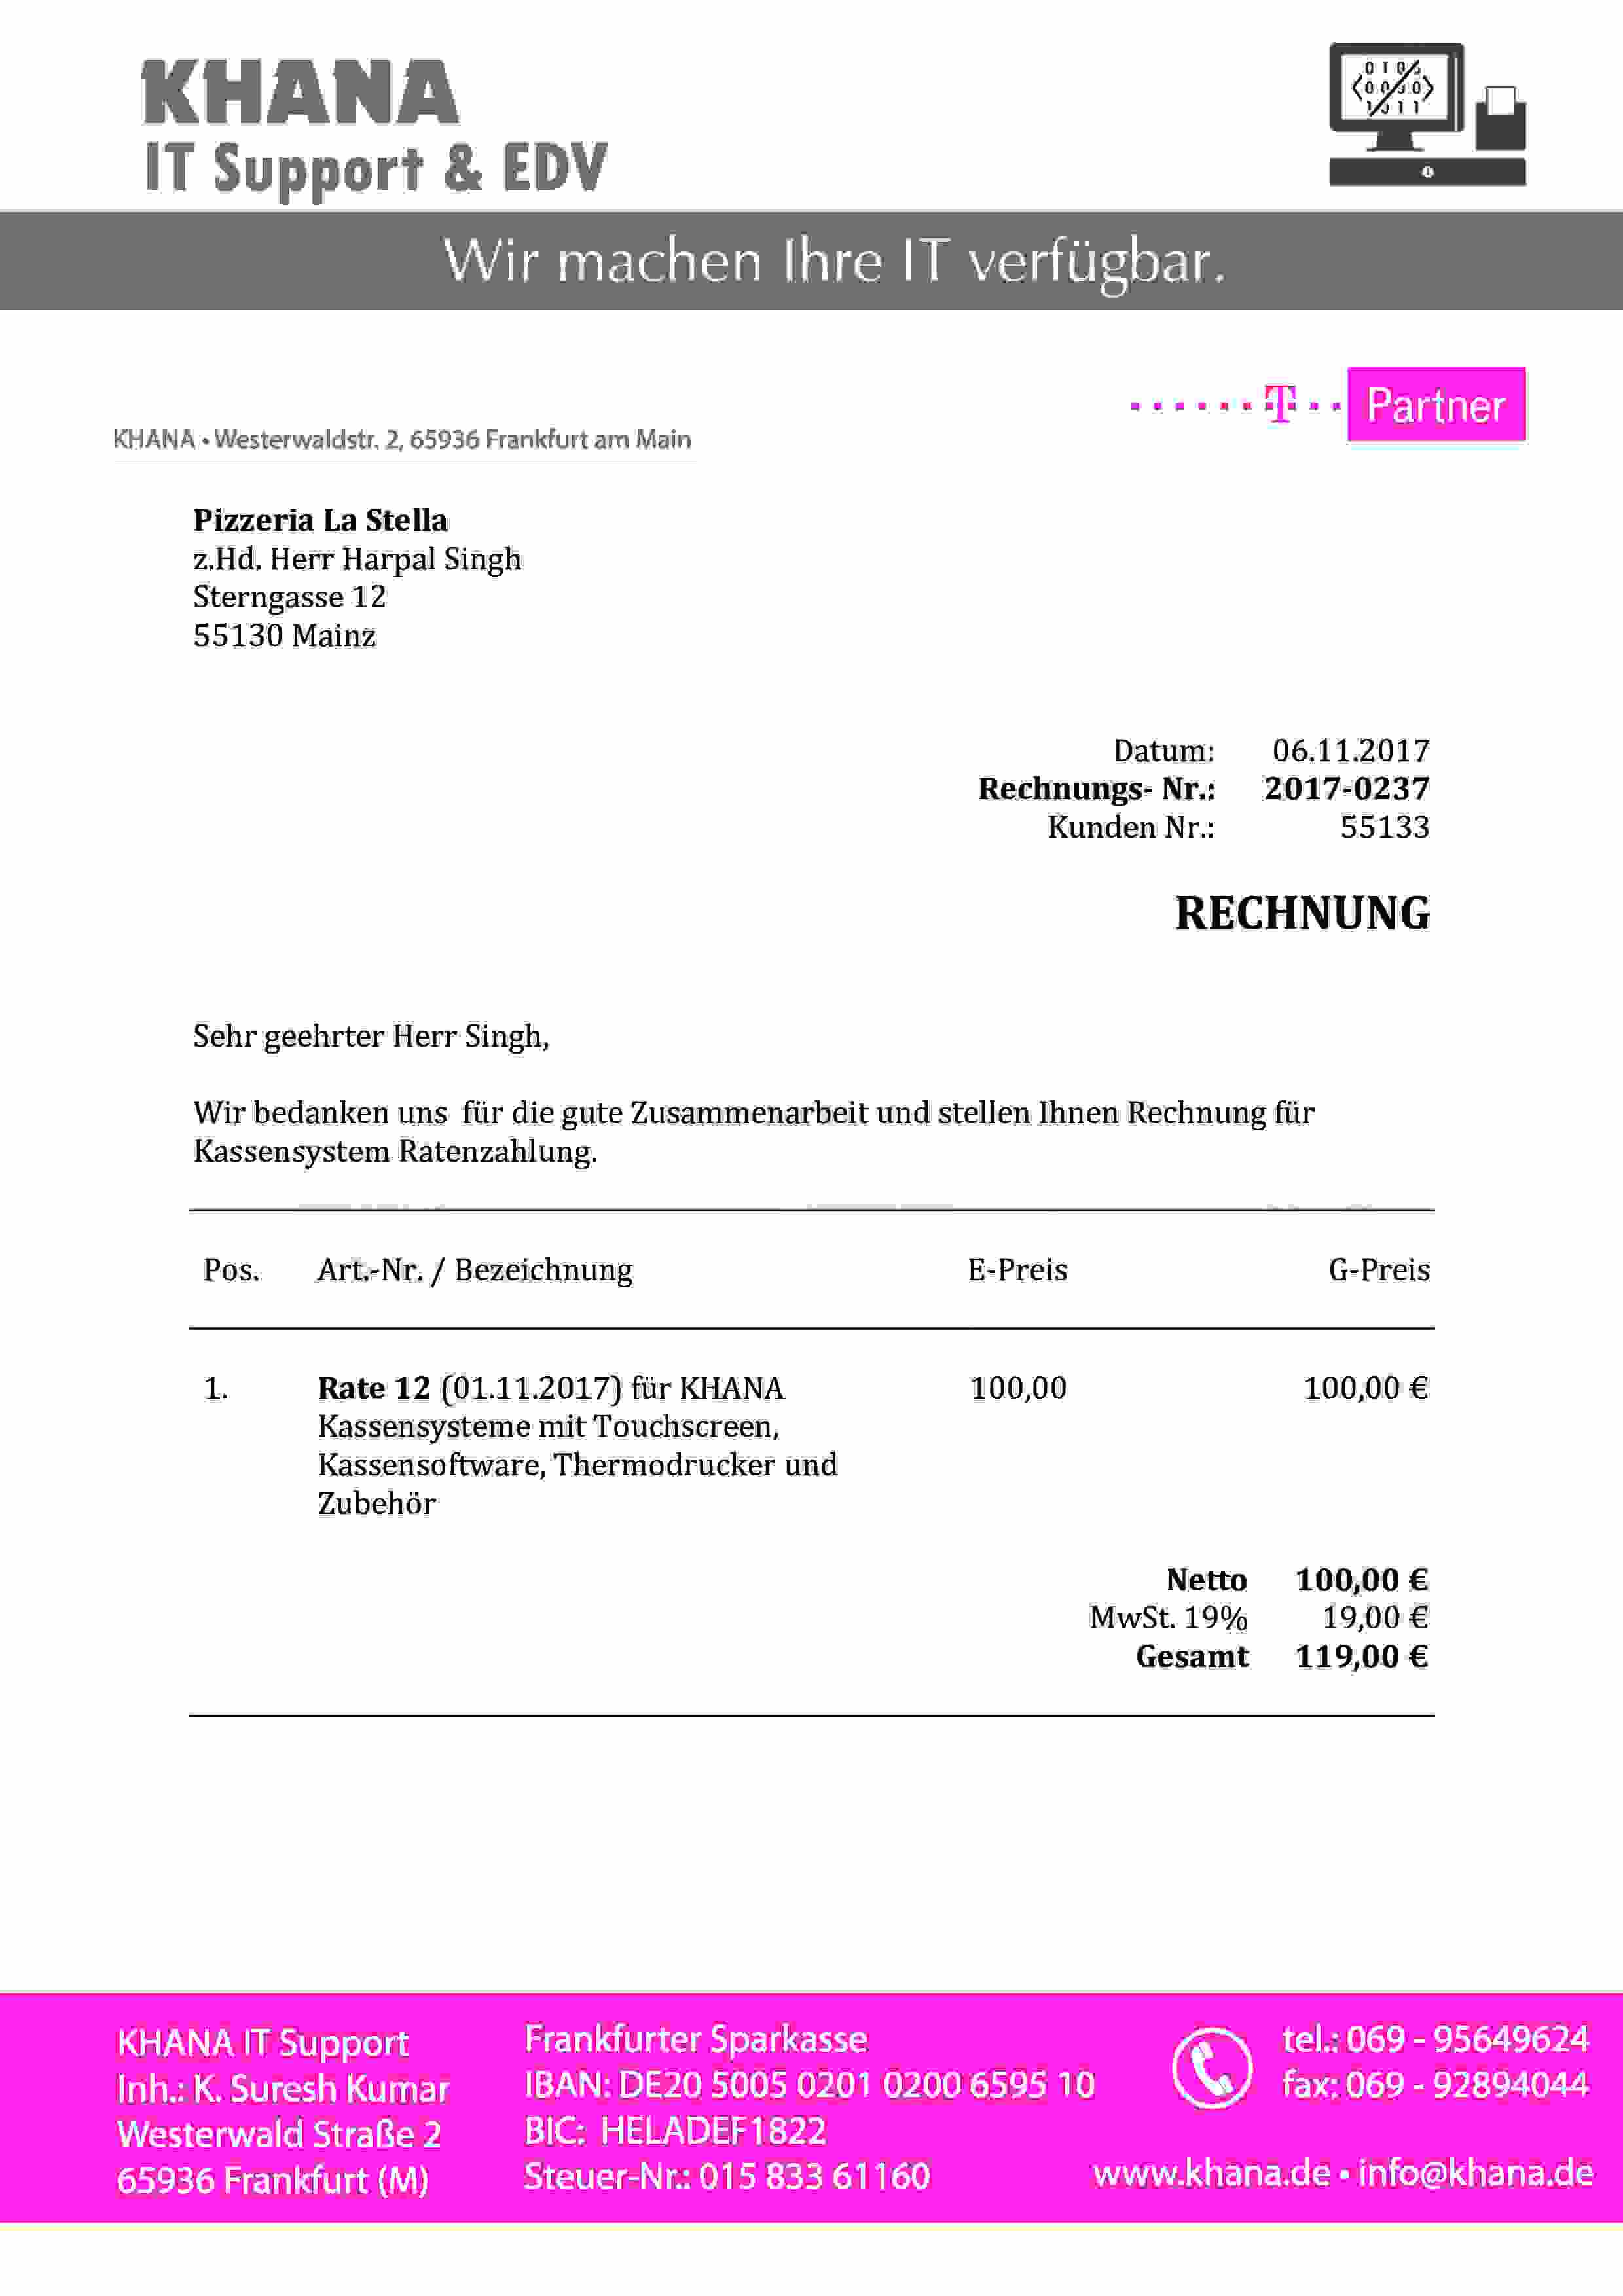 KHANA
IT Support & EDV
Wir machen Ihre IT verfügbar.
T Partner
KHANA • Westerwaldstr. 2, 65936 Frankfurt am Main
Pizzeria La Stella
z.Hd. Herr Harpal Singh
Sterngasse 12
55130 Mainz
Datum: 06.11.2017
Rechnungs- Nr.: 2017-0237
Kunden Nr.: 55133
RECHNUNG
Sehr geehrter Herr Singh,
Wir bedanken uns für die gute Zusammenarbeit und stellen Ihnen Rechnung für
Kassensystem Ratenzahlung.
Pos. Art.-Nr. / Bezeichnung E-Preis G-Preis
1. Rate 12 (01.11.2017) für KHANA 100,00 100,00 €
Kassensysteme mit Touchscreen,
Kassensoftware, Thermodrucker und
Zubehör
Netto 100,00 €
MwSt. 19% 19,00 €
Gesamt 119,00 €
KHANA IT Support
Inh.: K. Suresh Kumar
Westerwald Straße 2
65936 Frankfurt (M)
Frankfurter Sparkasse
IBAN: DE20 5005 0201 0200 6595 10
BIC: HELADEF1822
Steuer-Nr.: 015 833 61160
tel.: 069 - 95649624
fax: 069 - 92894044
www.khana.de • info@khana.de